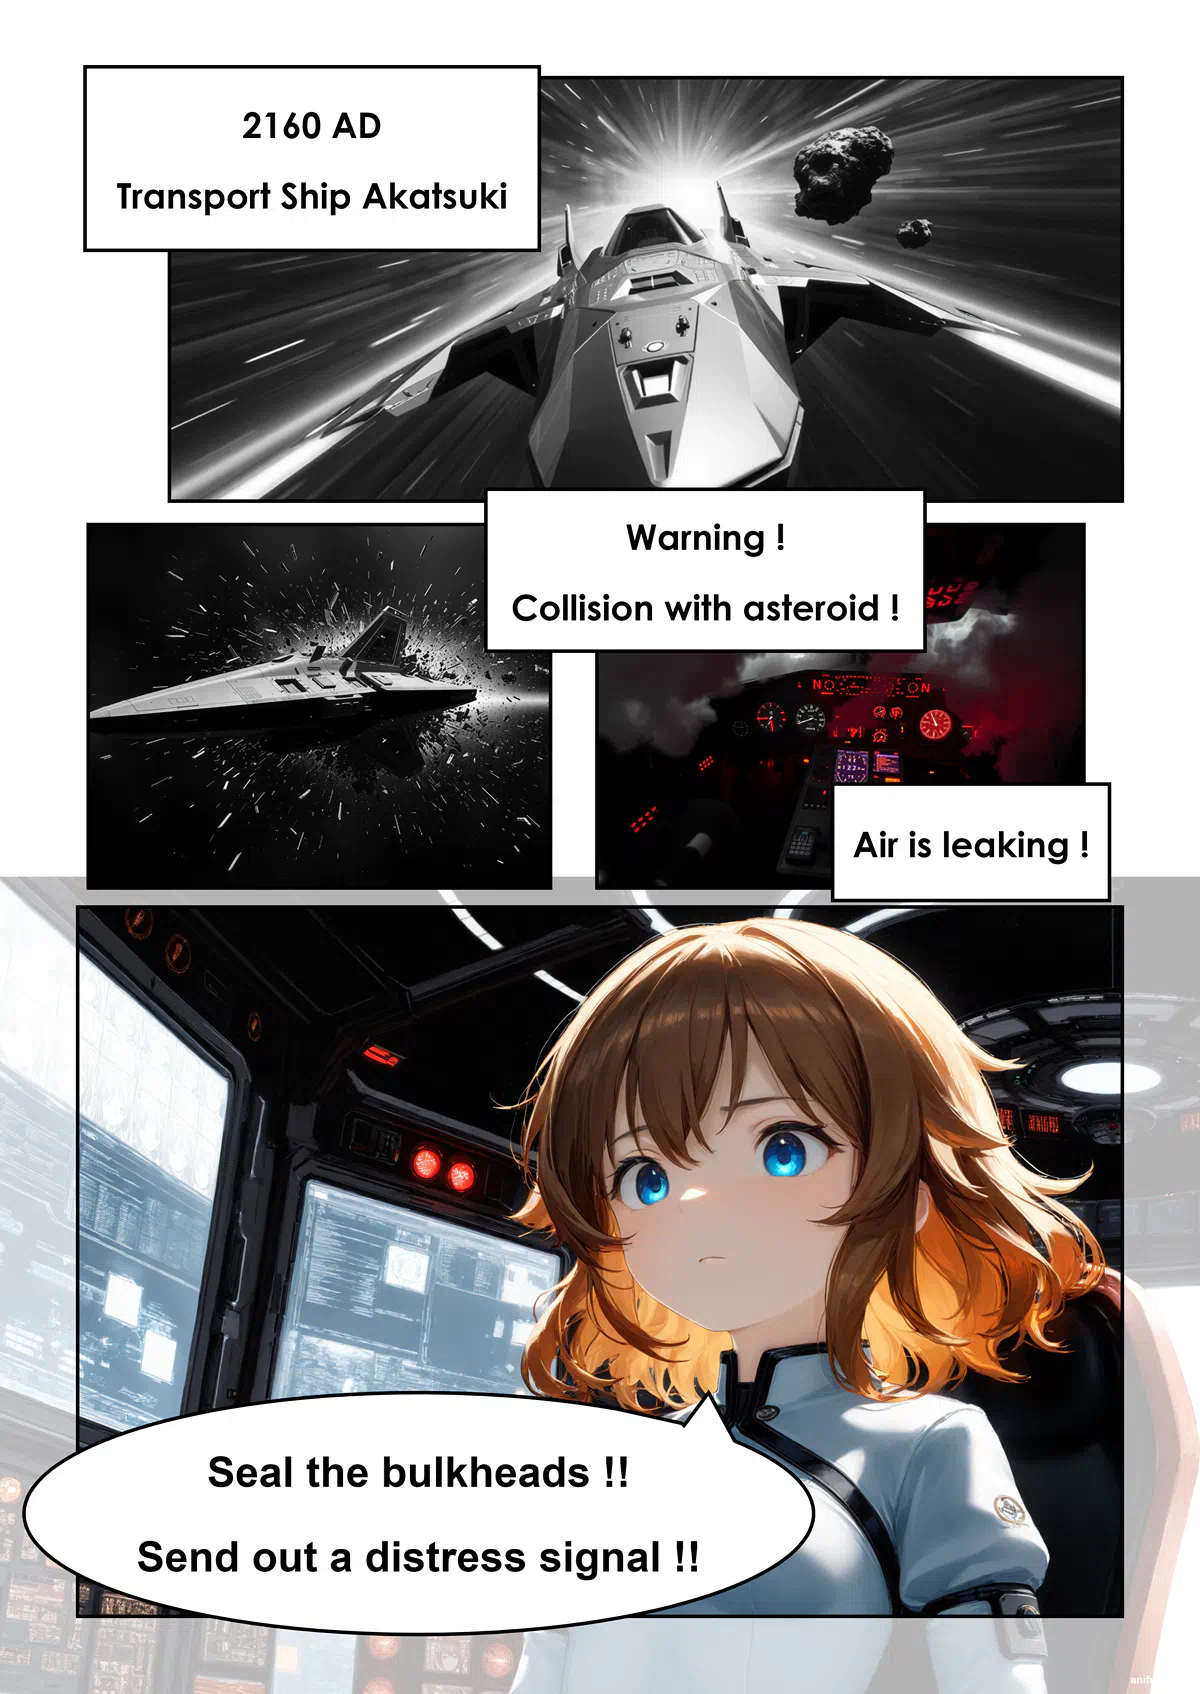 2160 AD
Transport Ship Akatsuki
Warning !
Collision with asteroid !
Air is leaking !
Seal the bulkheads !!
Send out a distress signal !!